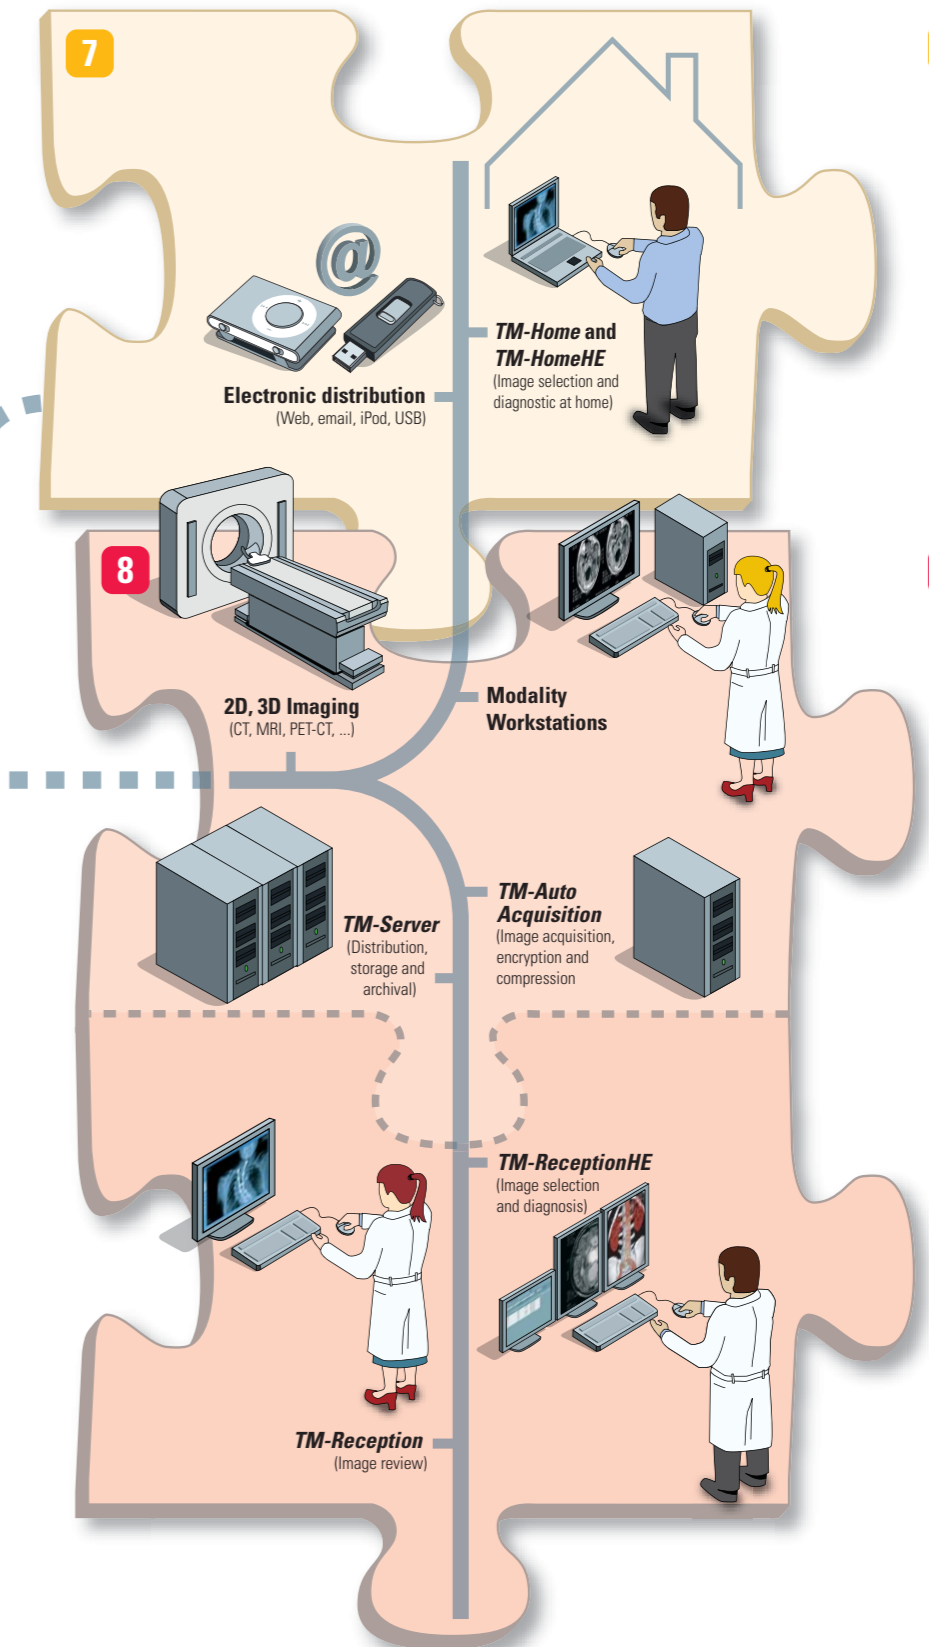 7
@
TM-Home and
TM-HomeHE
(Image selection and
diagnostic at home)
Electronic distribution
(Web, email, iPod, USB)
8
2D, 3D Imaging
(CT, MRI, PET-CT, ...)
Modality
Workstations
TM-Server
(Distribution,
storage and
archival)
TM-Auto
Acquisition
(Image acquisition,
encryption and
compression
TM-ReceptionHE
(Image selection
and diagnosis)
TM-Reception
(Image review)